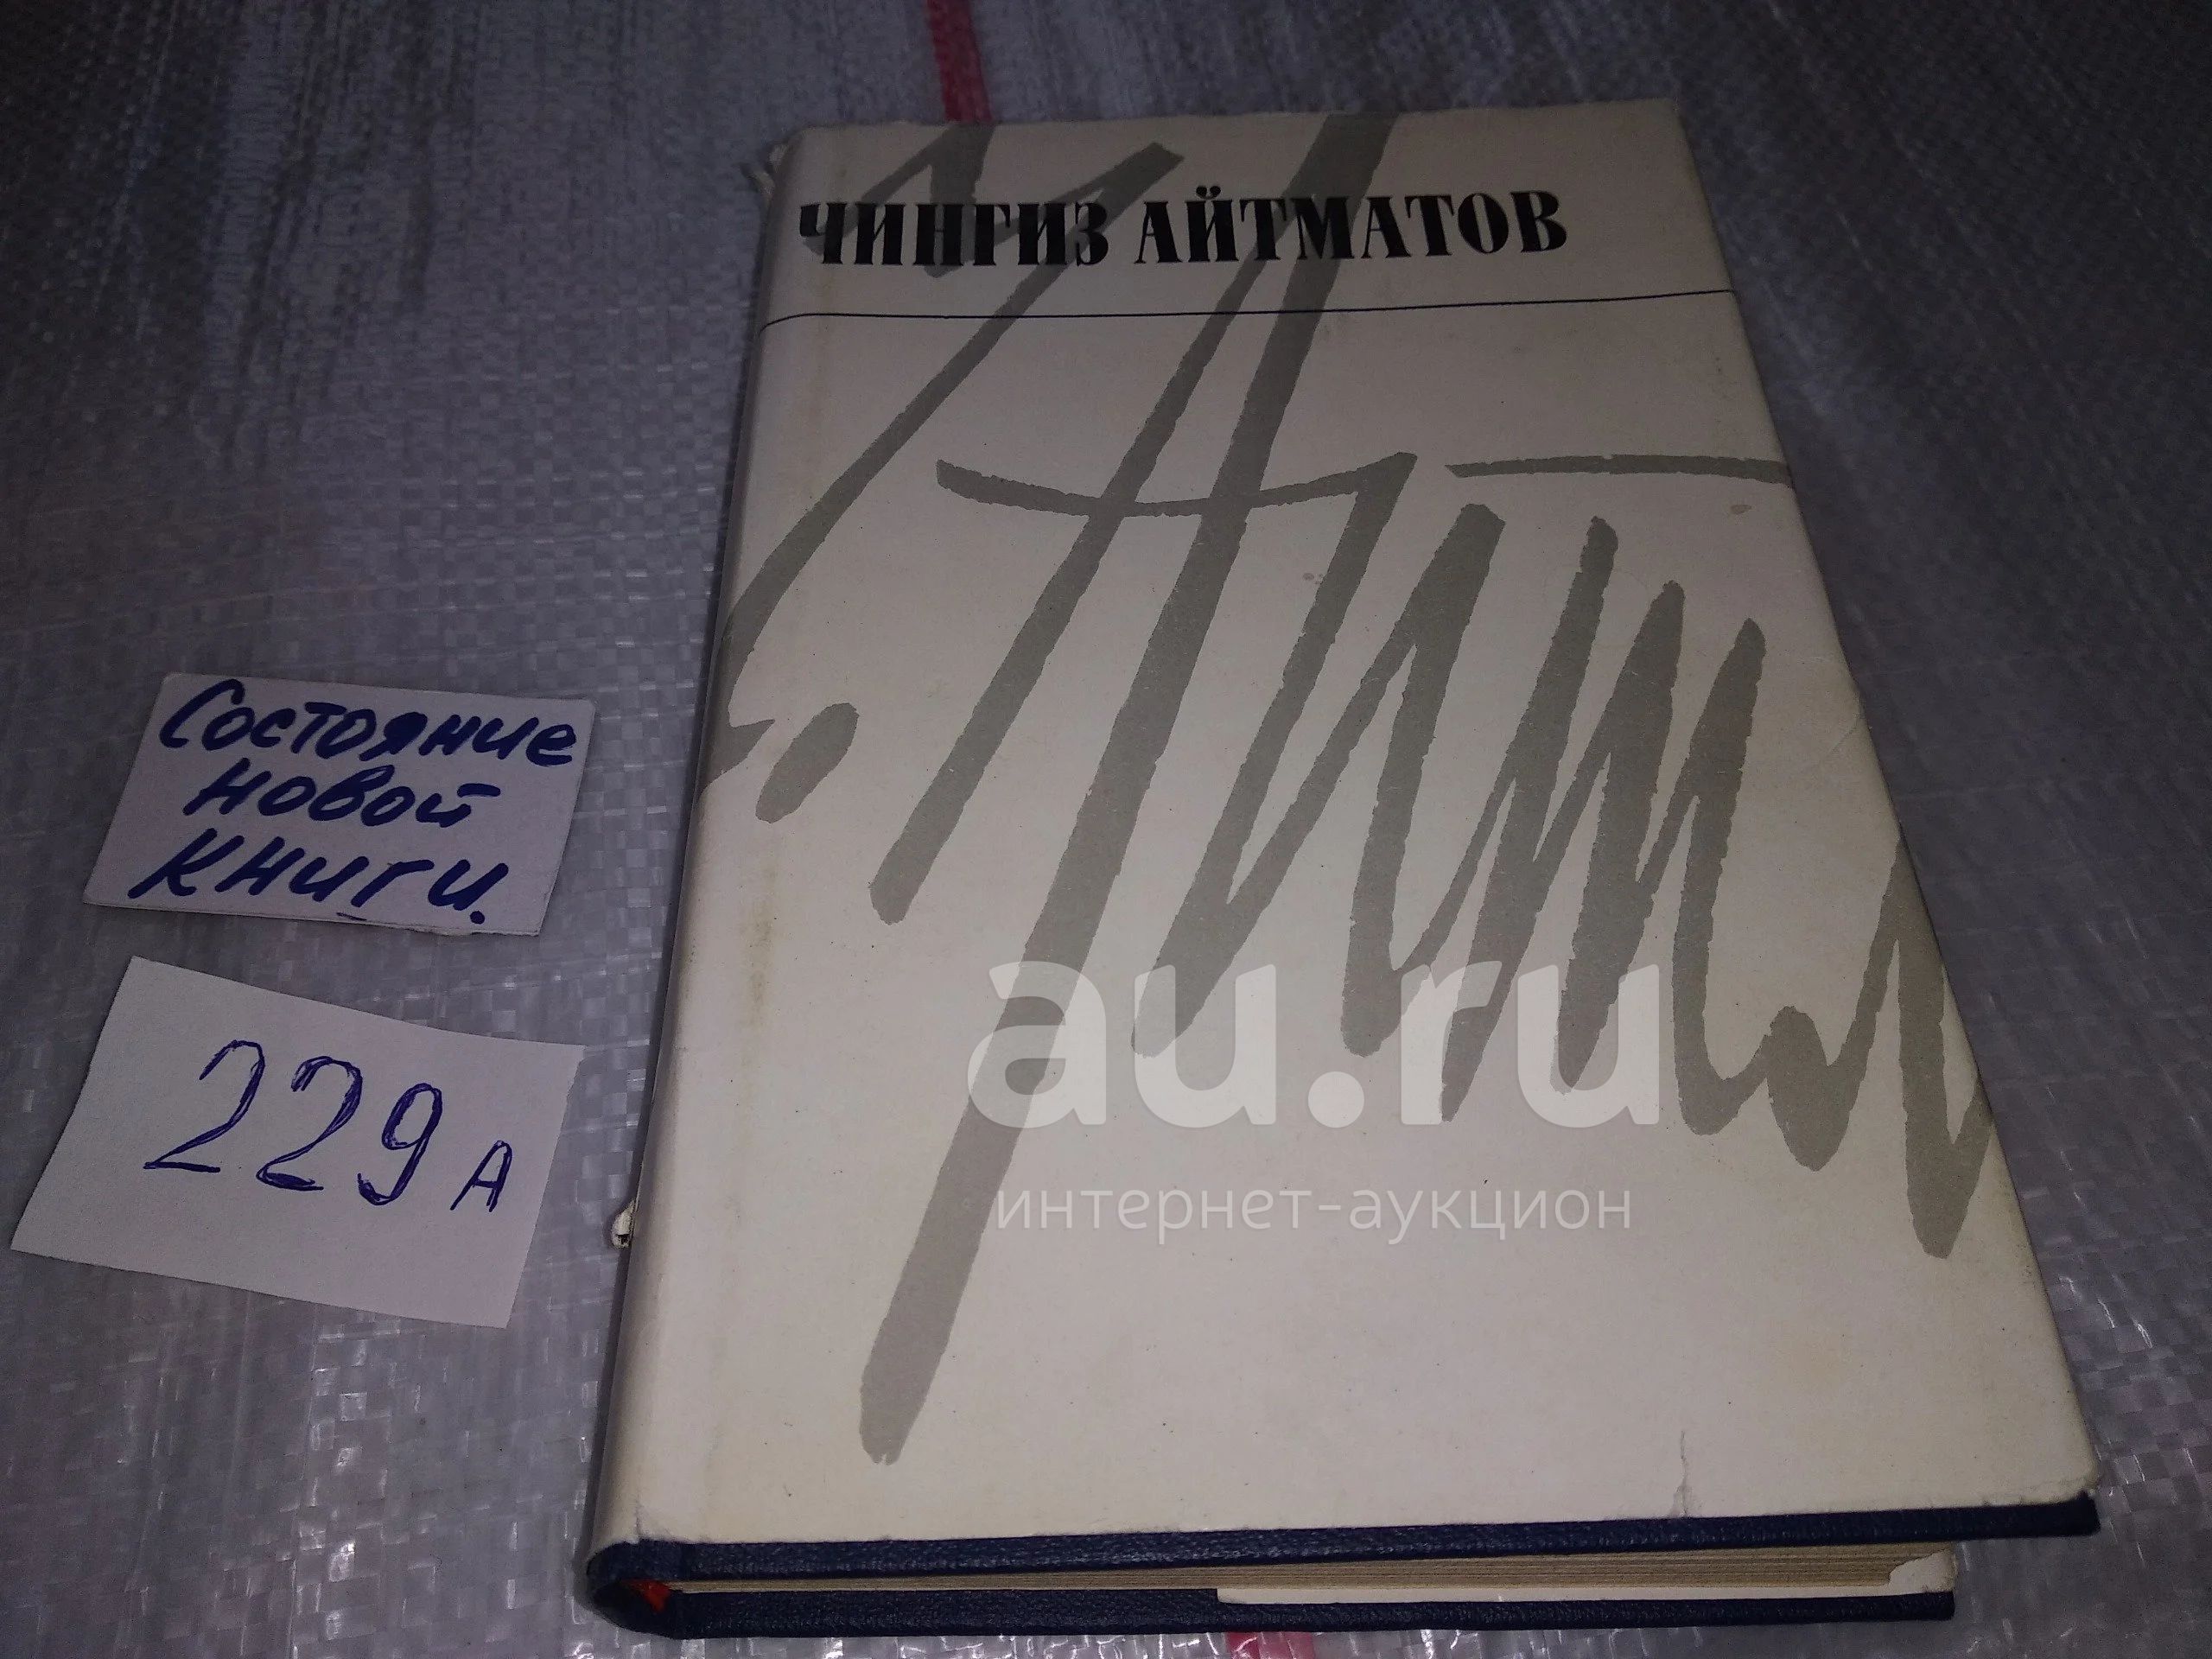 ЧИНГИЗ АЙТМАТОВ
Состояние
новой
книги.
229 А
au.ru
интернет-аукцион